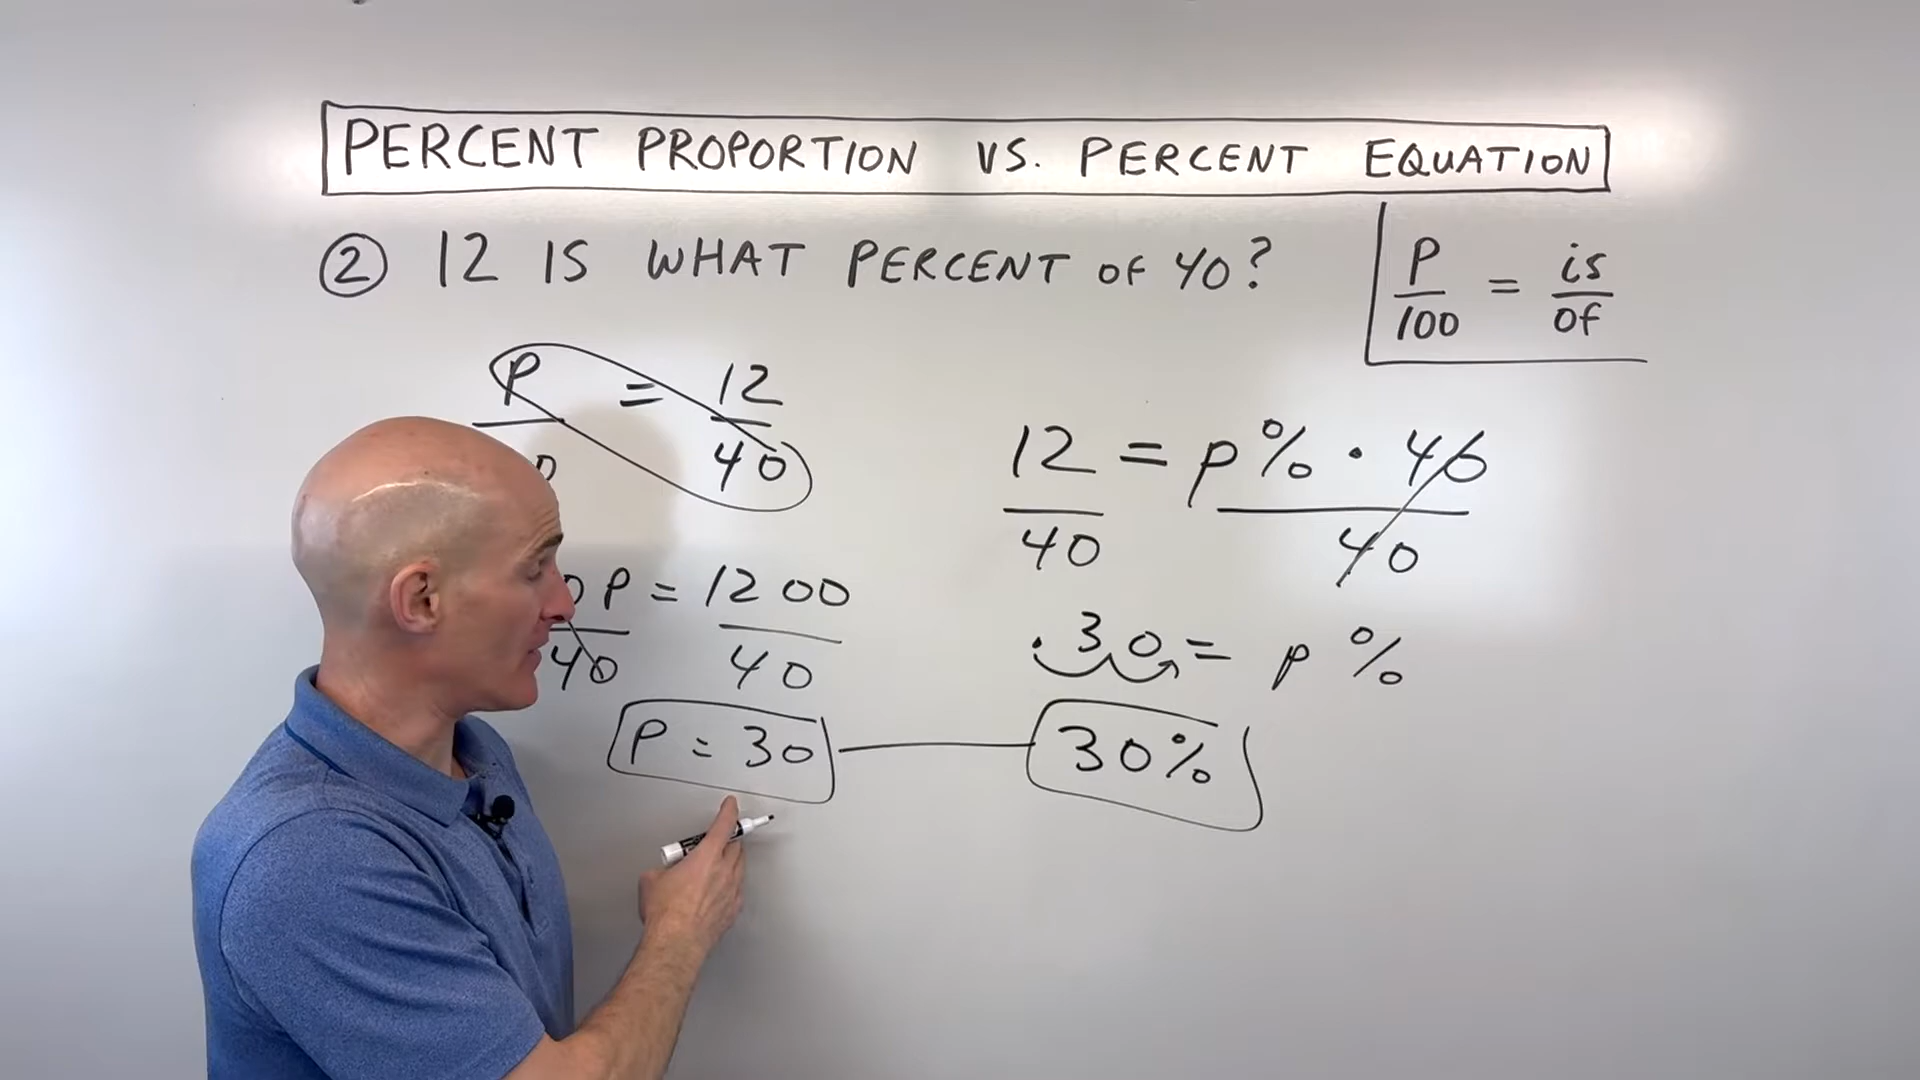 PERCENT PROPORTION VS. PERCENT EQUATION
② 12 IS WHAT PERCENT OF 40?
P/100 = is/of
P = 12
40
12 = p% · 40
40 40
P = 1200
40 40
.30 = p%
P = 30
30%